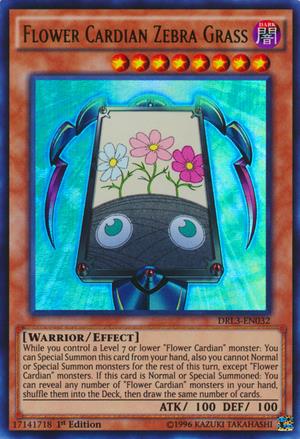 Flower Cardian Zebra Grass
DARK
闇
DRL3-EN032
[WARRIOR/EFFECT]
While you control a Level 7 or lower "Flower Cardian" monster: You
can Special Summon this card from your hand, also you cannot Normal
or Special Summon monsters for the rest of this turn, except "Flower
Cardian" monsters. If this card is Normal or Special Summoned: You
can reveal any number of "Flower Cardian" monsters in your hand,
shuffle them into the Deck, then draw the same number of cards.
ATK/ 100 DEF/ 100
17141718 1st Edition ©1996 KAZUKI TAKAHASHI